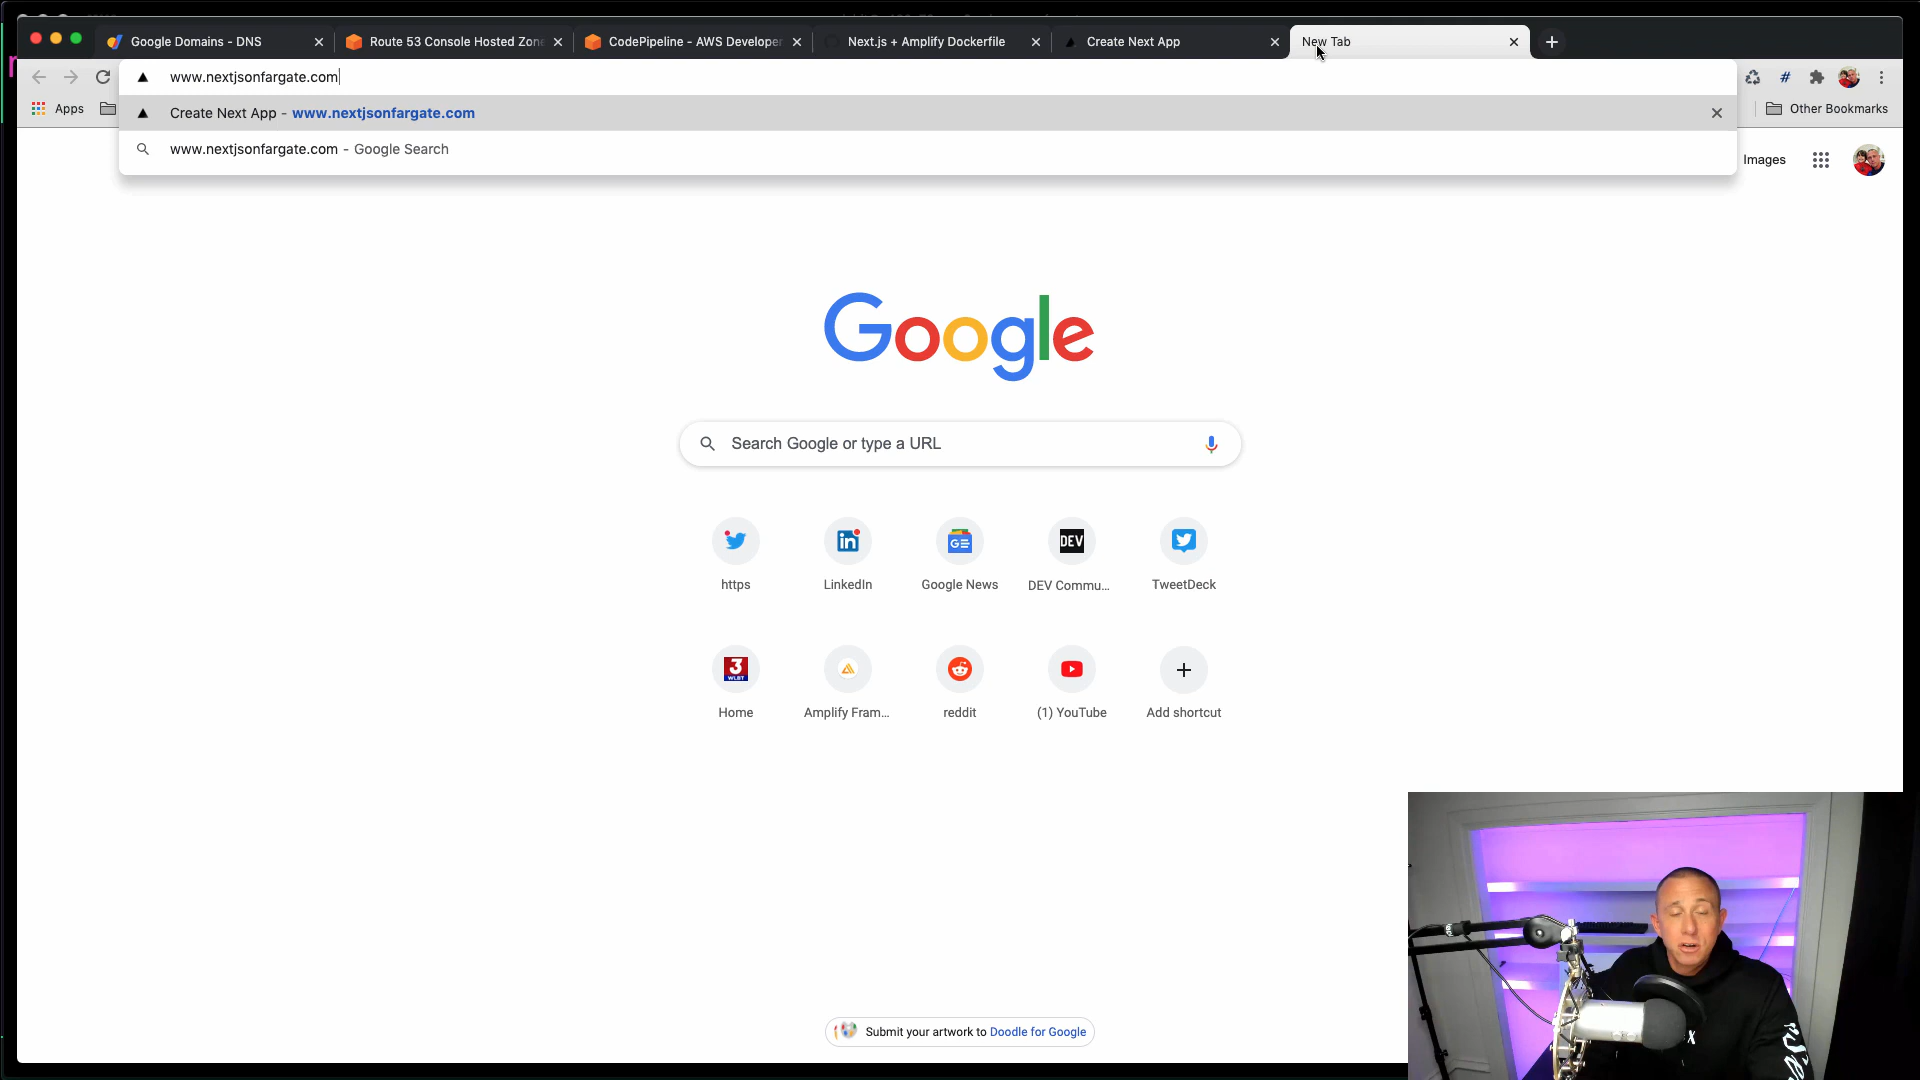 Google Domains - DNS
Route 53 Console Hosted Zone
CodePipeline - AWS Developer
Next.js + Amplify Dockerfile
Create Next App
New Tab
www.nextjsonfargate.com
Apps
Create Next App - www.nextjsonfargate.com
Other Bookmarks
www.nextjsonfargate.com - Google Search
Images
Google
Search Google or type a URL
DEV
https
LinkedIn
Google News
DEV Commu...
TweetDeck
3
WLBT
Home
Amplify Fram...
reddit
(1) YouTube
Add shortcut
Submit your artwork to Doodle for Google